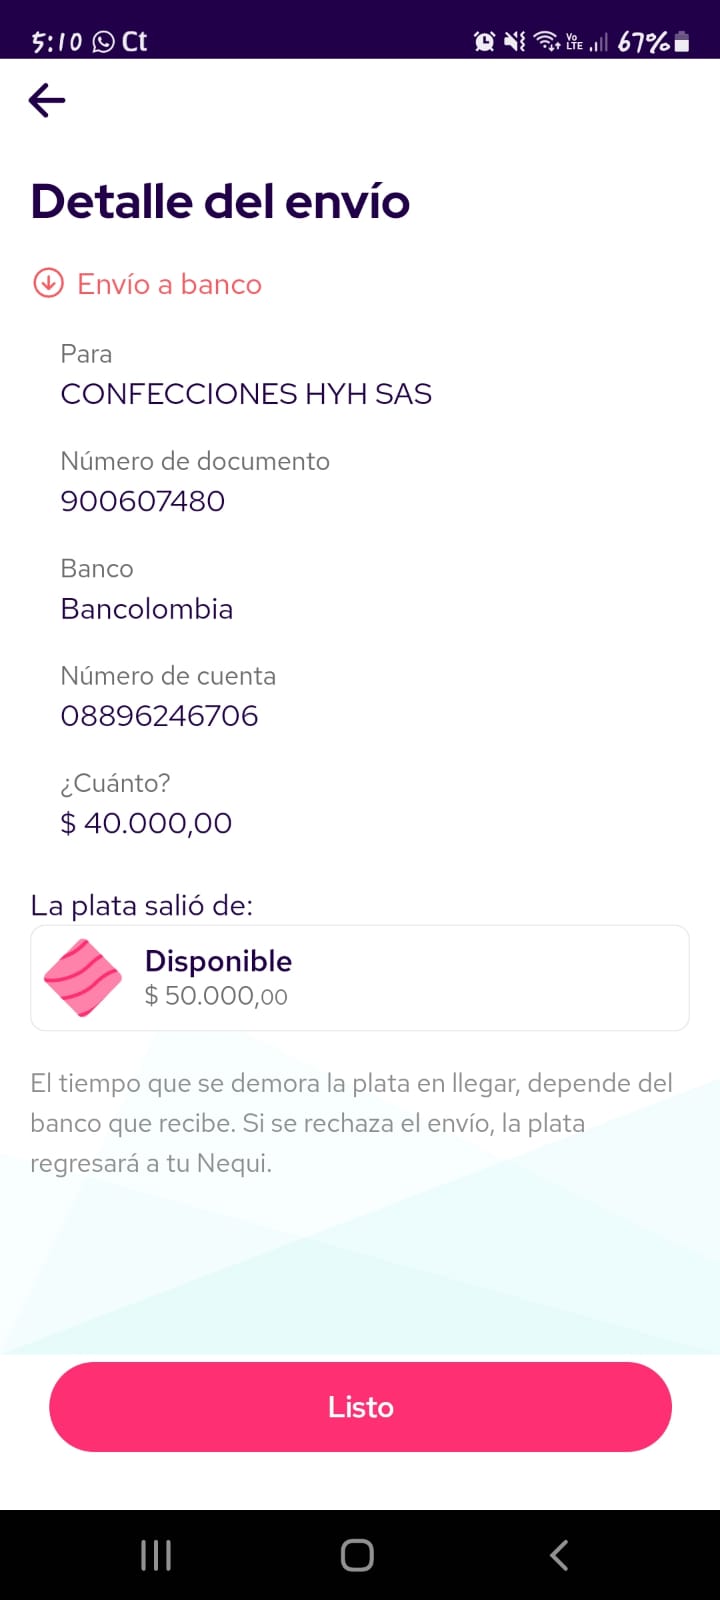 5:10 Ct Vo LTE 67%
Detalle del envío
Envío a banco
Para
CONFECCIONES HYH SAS
Número de documento
900607480
Banco
Bancolombia
Número de cuenta
08896246706
¿Cuánto?
$ 40.000,00
La plata salió de:
Disponible
$ 50.000,00
El tiempo que se demora la plata en llegar, depende del
banco que recibe. Si se rechaza el envío, la plata
regresará a tu Nequi.
Listo